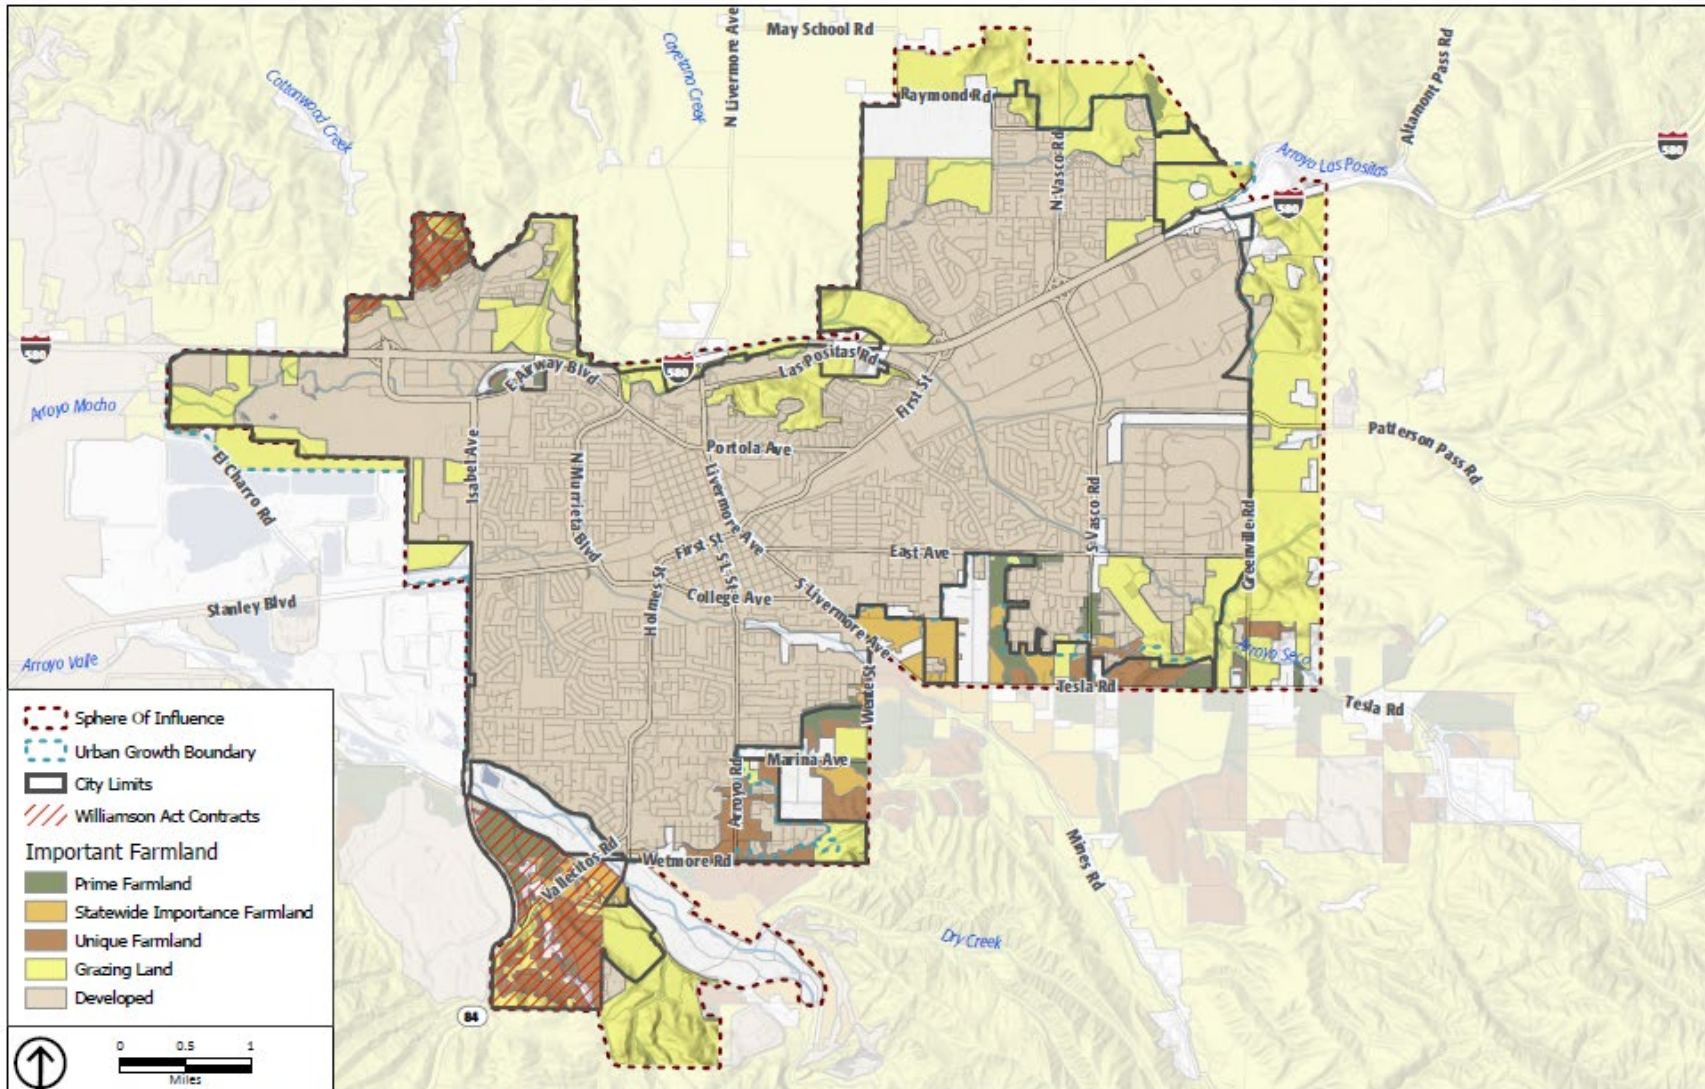 May School Rd
N Livermore Ave
Cayetano Creek
Cottonwood Creek
Altamont Pass Rd
Raymond Rd
580
Arroyo Las Positas
N Vasco Rd
580
580
580
Las Positas Rd
E Airway Blvd
First St
Arroyo Mocho
Patterson Pass Rd
Portola Ave
Isabel Ave
El Charro Rd
N Murrieta Blvd
Livermore Ave
S Vasco Rd
Greenville Rd
First St
East Ave
S L St
Stanley Blvd
College Ave
Holmes St
S Livermore Ave
Arroyo Valle
Arroyo Seco
Wente St
Tesla Rd
Tesla Rd
Marina Ave
Arroyo Rd
Mines Rd
Wetmore Rd
Vallecitos Rd
Dry Creek
84
Sphere Of Influence
Urban Growth Boundary
City Limits
Williamson Act Contracts
Important Farmland
Prime Farmland
Statewide Importance Farmland
Unique Farmland
Grazing Land
Developed
0 0.5 1
Miles